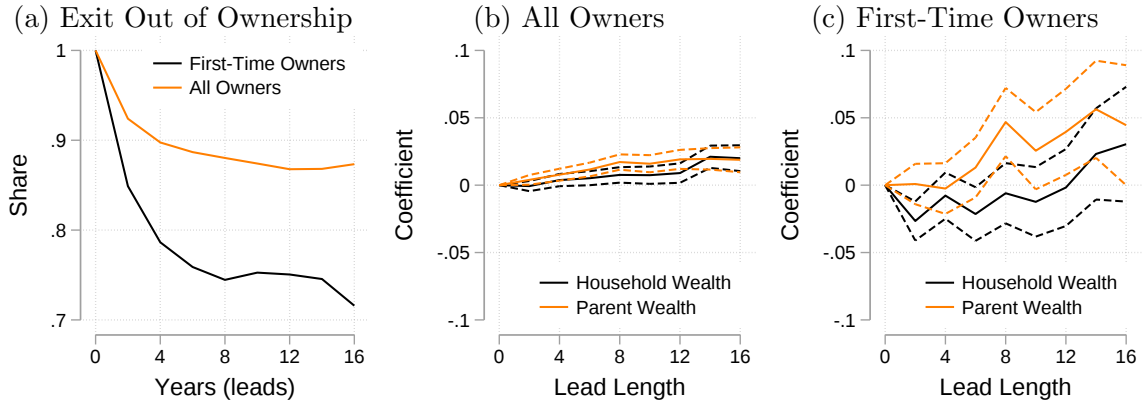 (a) Exit Out of Ownership
1
.9
.8
.7
Share
First-Time Owners
All Owners
0
4
8
12
16
Years (leads)
(b) All Owners
.1
.05
0
-.05
-.1
Coefficient
Household Wealth
Parent Wealth
0
4
8
12
16
Lead Length
(c) First-Time Owners
.1
.05
0
-.05
-.1
Coefficient
Household Wealth
Parent Wealth
0
4
8
12
16
Lead Length